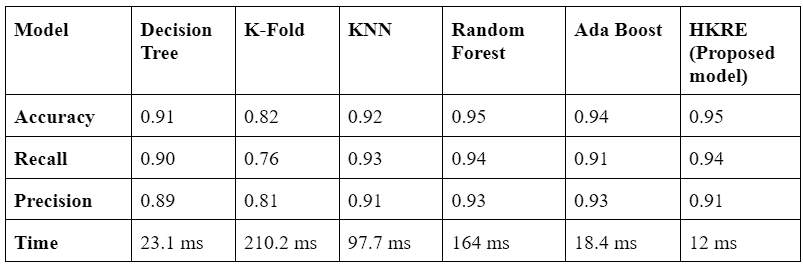 Model Decision Tree K-Fold KNN Random Forest Ada Boost HKRE (Proposed model)
Accuracy 0.91 0.82 0.92 0.95 0.94 0.95
Recall 0.90 0.76 0.93 0.94 0.91 0.94
Precision 0.89 0.81 0.91 0.93 0.93 0.91
Time 23.1 ms 210.2 ms 97.7 ms 164 ms 18.4 ms 12 ms